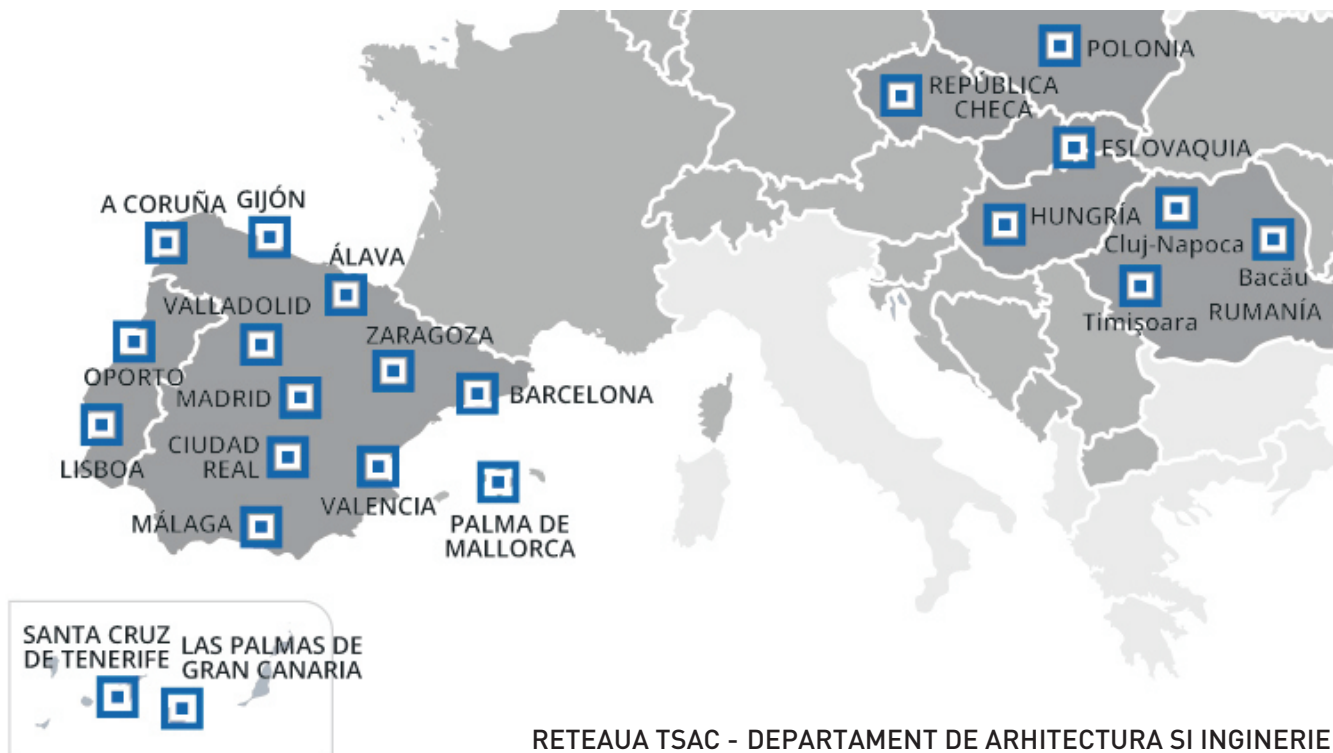 POLONIA
REPÚBLICA
CHECA
ESLOVAQUIA
A CORUÑA
GIJÓN
HUNGRÍA
Cluj-Napoca
ÁLAVA
Bacău
VALLADOLID
RUMANÍA
Timișoara
ZARAGOZA
OPORTO
MADRID
BARCELONA
CIUDAD
REAL
LISBOA
VALENCIA
MÁLAGA
PALMA DE
MALLORCA
SANTA CRUZ
DE TENERIFE
LAS PALMAS DE
GRAN CANARIA
RETEAUA TSAC - DEPARTAMENT DE ARHITECTURA SI INGINERIE